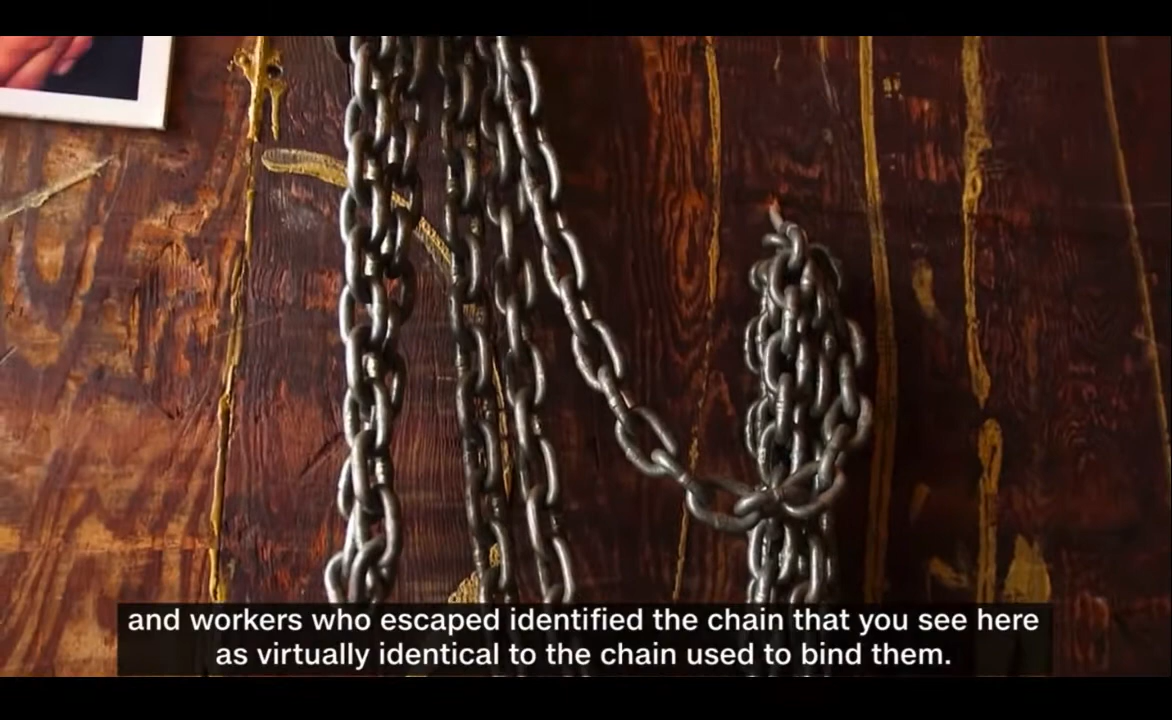 and workers who escaped identified the chain that you see here
as virtually identical to the chain used to bind them.